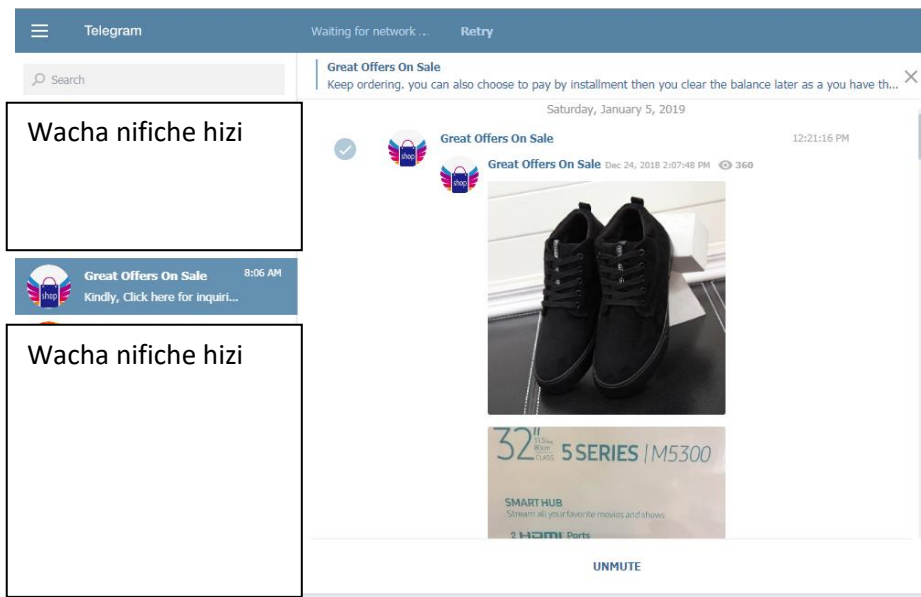 Telegram
Waiting for network ...
Retry
Search
Great Offers On Sale
Keep ordering. you can also choose to pay by installment then you clear the balance later as a you have th...
Wacha nifiche hizi
Saturday, January 5, 2019
Great Offers On Sale
12:21:16 PM
shop
Great Offers On Sale Dec 24, 2018 2:07:48 PM 360
shop
Great Offers On Sale
8:06 AM
Kindly, Click here for inquiri...
shop
Wacha nifiche hizi
32" CLASS 5 SERIES | M5300
SMART HUB
Stream all your favorite movies and shows
2 HDMI Ports
UNMUTE